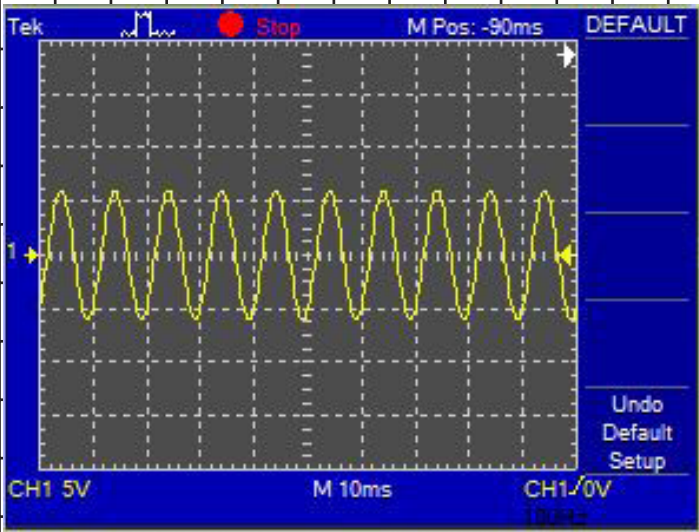 Tek Stop M Pos: -90ms DEFAULT
1
Undo
Default
Setup
CH1 5V M 10ms CH1/0V